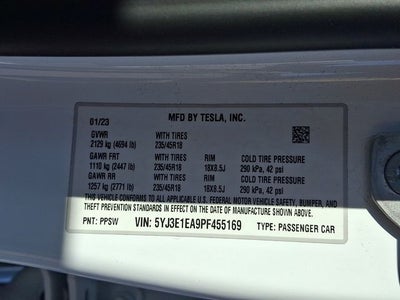 MFD BY TESLA, INC.
01/23
GVWR WITH TIRES
2129 kg (4694 lb) 235/45R18
GAWR FRT WITH TIRES RIM COLD TIRE PRESSURE
1110 kg (2447 lb) 235/45R18 18X8.5J 290 kPa, 42 psi
GAWR RR WITH TIRES RIM COLD TIRE PRESSURE
1257 kg (2771 lb) 235/45R18 18X8.5J 290 kPa, 42 psi
THIS VEHICLE CONFORMS TO ALL APPLICABLE FEDERAL MOTOR VEHICLE SAFETY, BUMPER, AND
THEFT PREVENTION STANDARDS IN EFFECT ON THE DATE OF MANUFACTURE SHOWN ABOVE.
PNT: PPSW VIN: 5YJ3E1EA9PF455169 TYPE: PASSENGER CAR